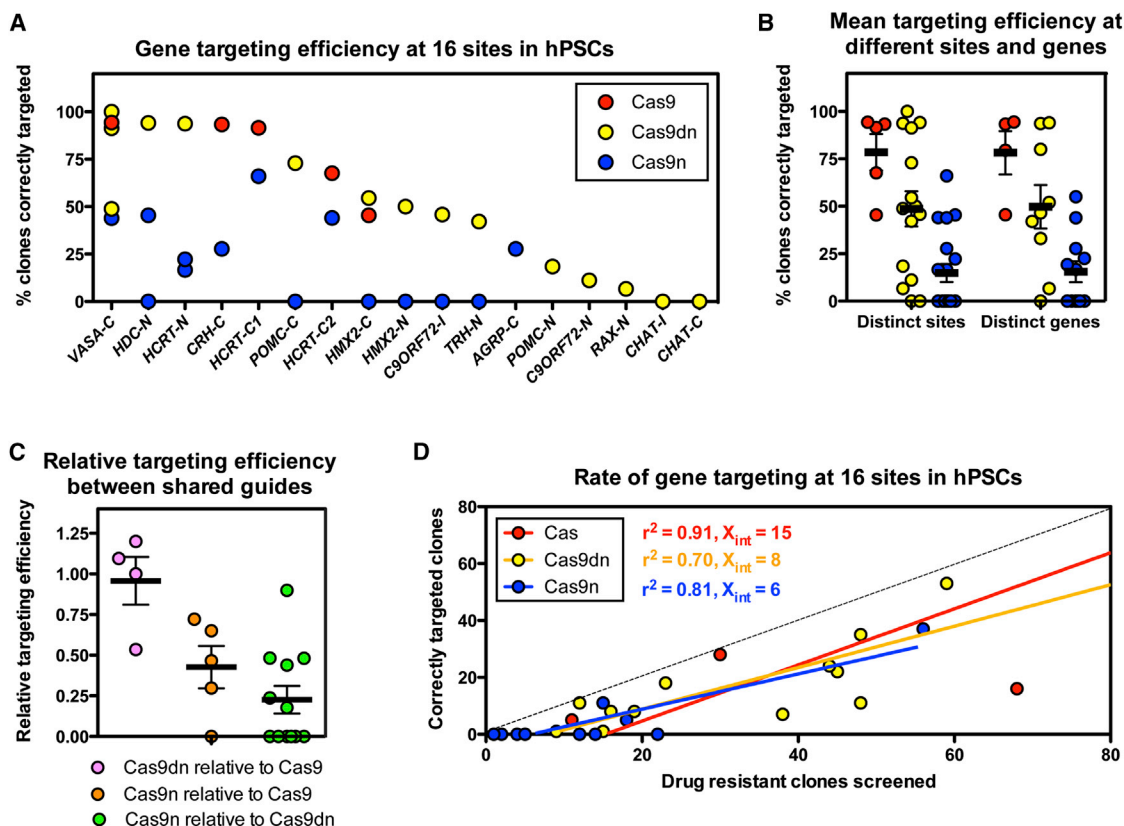 A
Gene targeting efficiency at 16 sites in hPSCs
% clones correctly targeted
100
75
50
25
0
Cas9
Cas9dn
Cas9n
VASA-C
HDC-N
HCRT-N
CRH-C
HCRT-C1
POMC-C
HCRT-C2
HMX2-C
HMX2-N
C9ORF72-I
TRH-N
AGRP-C
POMC-N
C9ORF72-N
RAX-N
CHAT-I
CHAT-C
B
Mean targeting efficiency at
different sites and genes
% clones correctly targeted
100
75
50
25
0
Distinct sites
Distinct genes
C
Relative targeting efficiency
between shared guides
Relative targeting efficiency
1.25
1.00
0.75
0.50
0.25
0.00
Cas9dn relative to Cas9
Cas9n relative to Cas9
Cas9n relative to Cas9dn
D
Rate of gene targeting at 16 sites in hPSCs
Correctly targeted clones
80
60
40
20
0
Cas r² = 0.91, Xint = 15
Cas9dn r² = 0.70, Xint = 8
Cas9n r² = 0.81, Xint = 6
0 20 40 60 80
Drug resistant clones screened